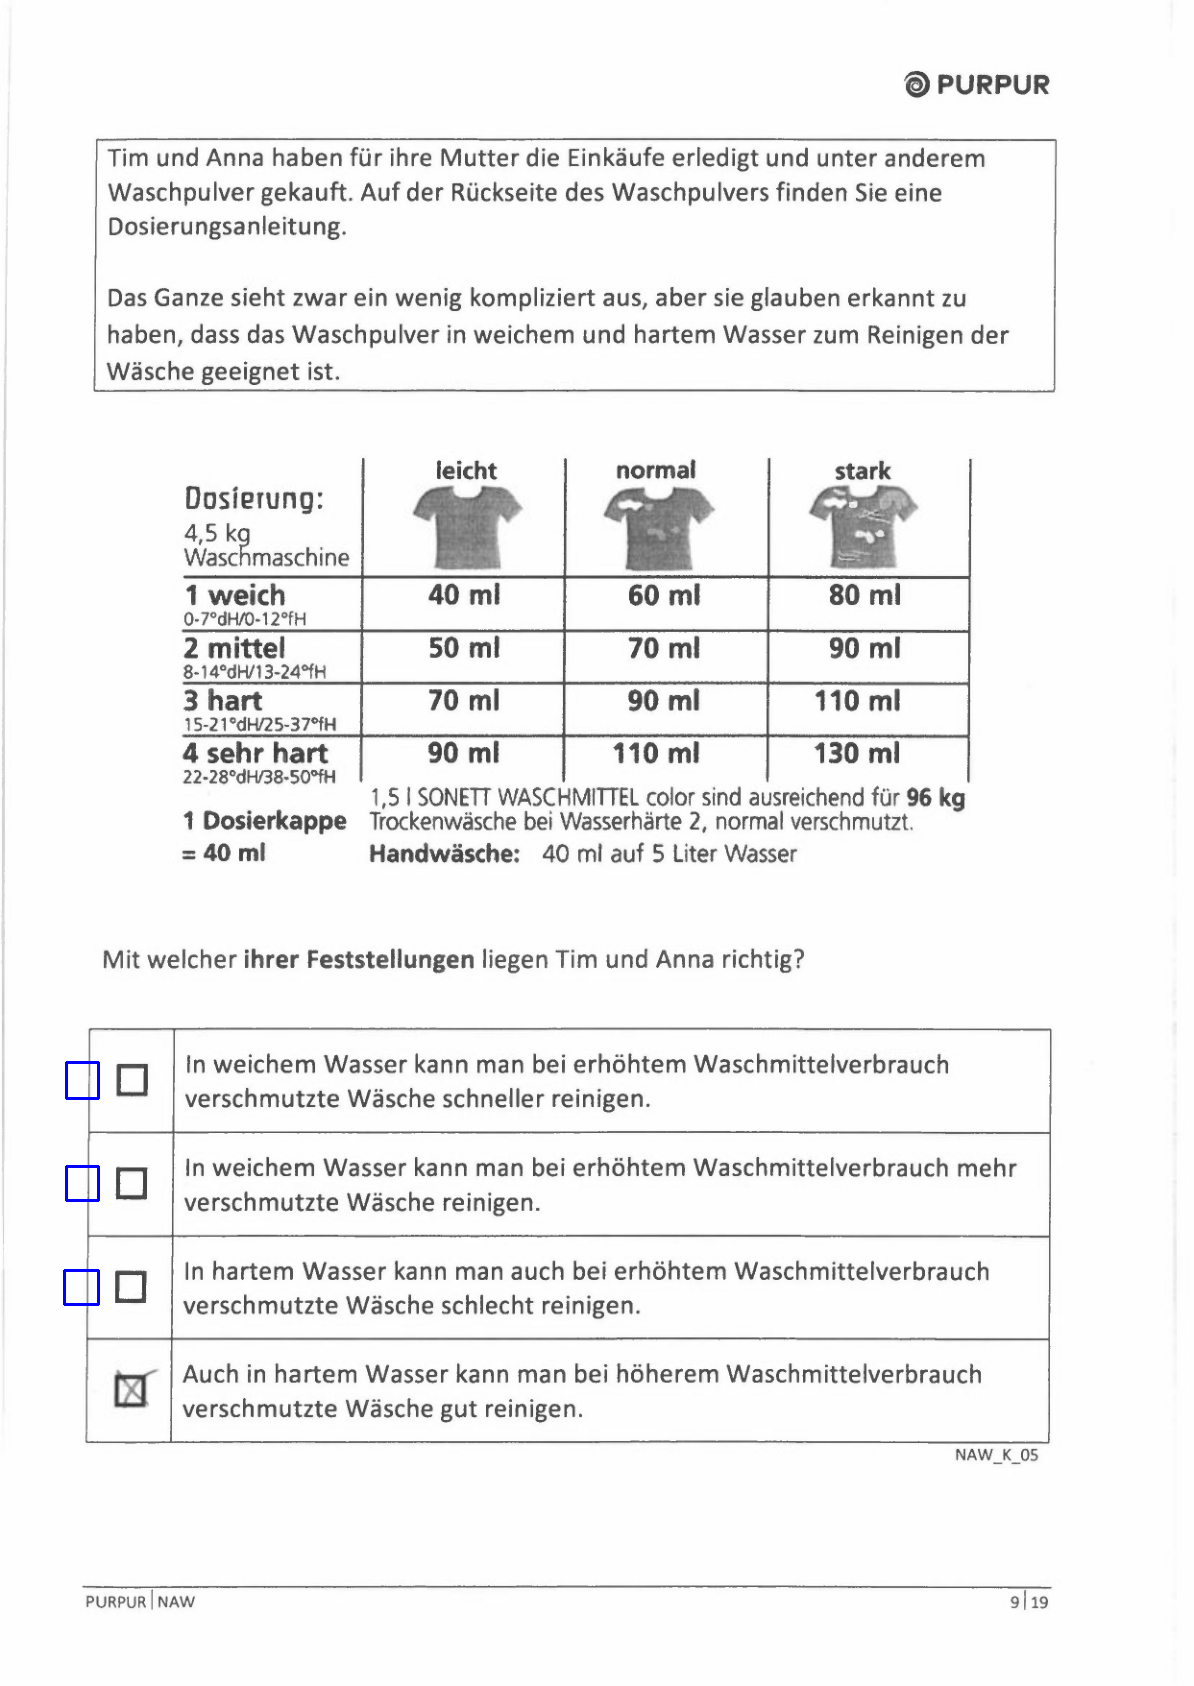 PURPUR
Tim und Anna haben für ihre Mutter die Einkäufe erledigt und unter anderem
Waschpulver gekauft. Auf der Rückseite des Waschpulvers finden Sie eine
Dosierungsanleitung.
Das Ganze sieht zwar ein wenig kompliziert aus, aber sie glauben erkannt zu
haben, dass das Waschpulver in weichem und hartem Wasser zum Reinigen der
Wäsche geeignet ist.
leicht normal stark
Dosierung:
4,5 kg
Waschmaschine
1 weich 40 ml 60 ml 80 ml
0-7°dH/0-12°fH
2 mittel 50 ml 70 ml 90 ml
8-14°dH/13-24°fH
3 hart 70 ml 90 ml 110 ml
15-21°dH/25-37°fH
4 sehr hart 90 ml 110 ml 130 ml
22-28°dH/38-50°fH
1,5 l SONETT WASCHMITTEL color sind ausreichend für 96 kg
1 Dosierkappe Trockenwäsche bei Wasserhärte 2, normal verschmutzt.
= 40 ml Handwäsche: 40 ml auf 5 Liter Wasser
Mit welcher ihrer Feststellungen liegen Tim und Anna richtig?
In weichem Wasser kann man bei erhöhtem Waschmittelverbrauch
verschmutzte Wäsche schneller reinigen.
In weichem Wasser kann man bei erhöhtem Waschmittelverbrauch mehr
verschmutzte Wäsche reinigen.
In hartem Wasser kann man auch bei erhöhtem Waschmittelverbrauch
verschmutzte Wäsche schlecht reinigen.
Auch in hartem Wasser kann man bei höherem Waschmittelverbrauch
verschmutzte Wäsche gut reinigen.
NAW_K_05
PURPUR | NAW 9 | 19